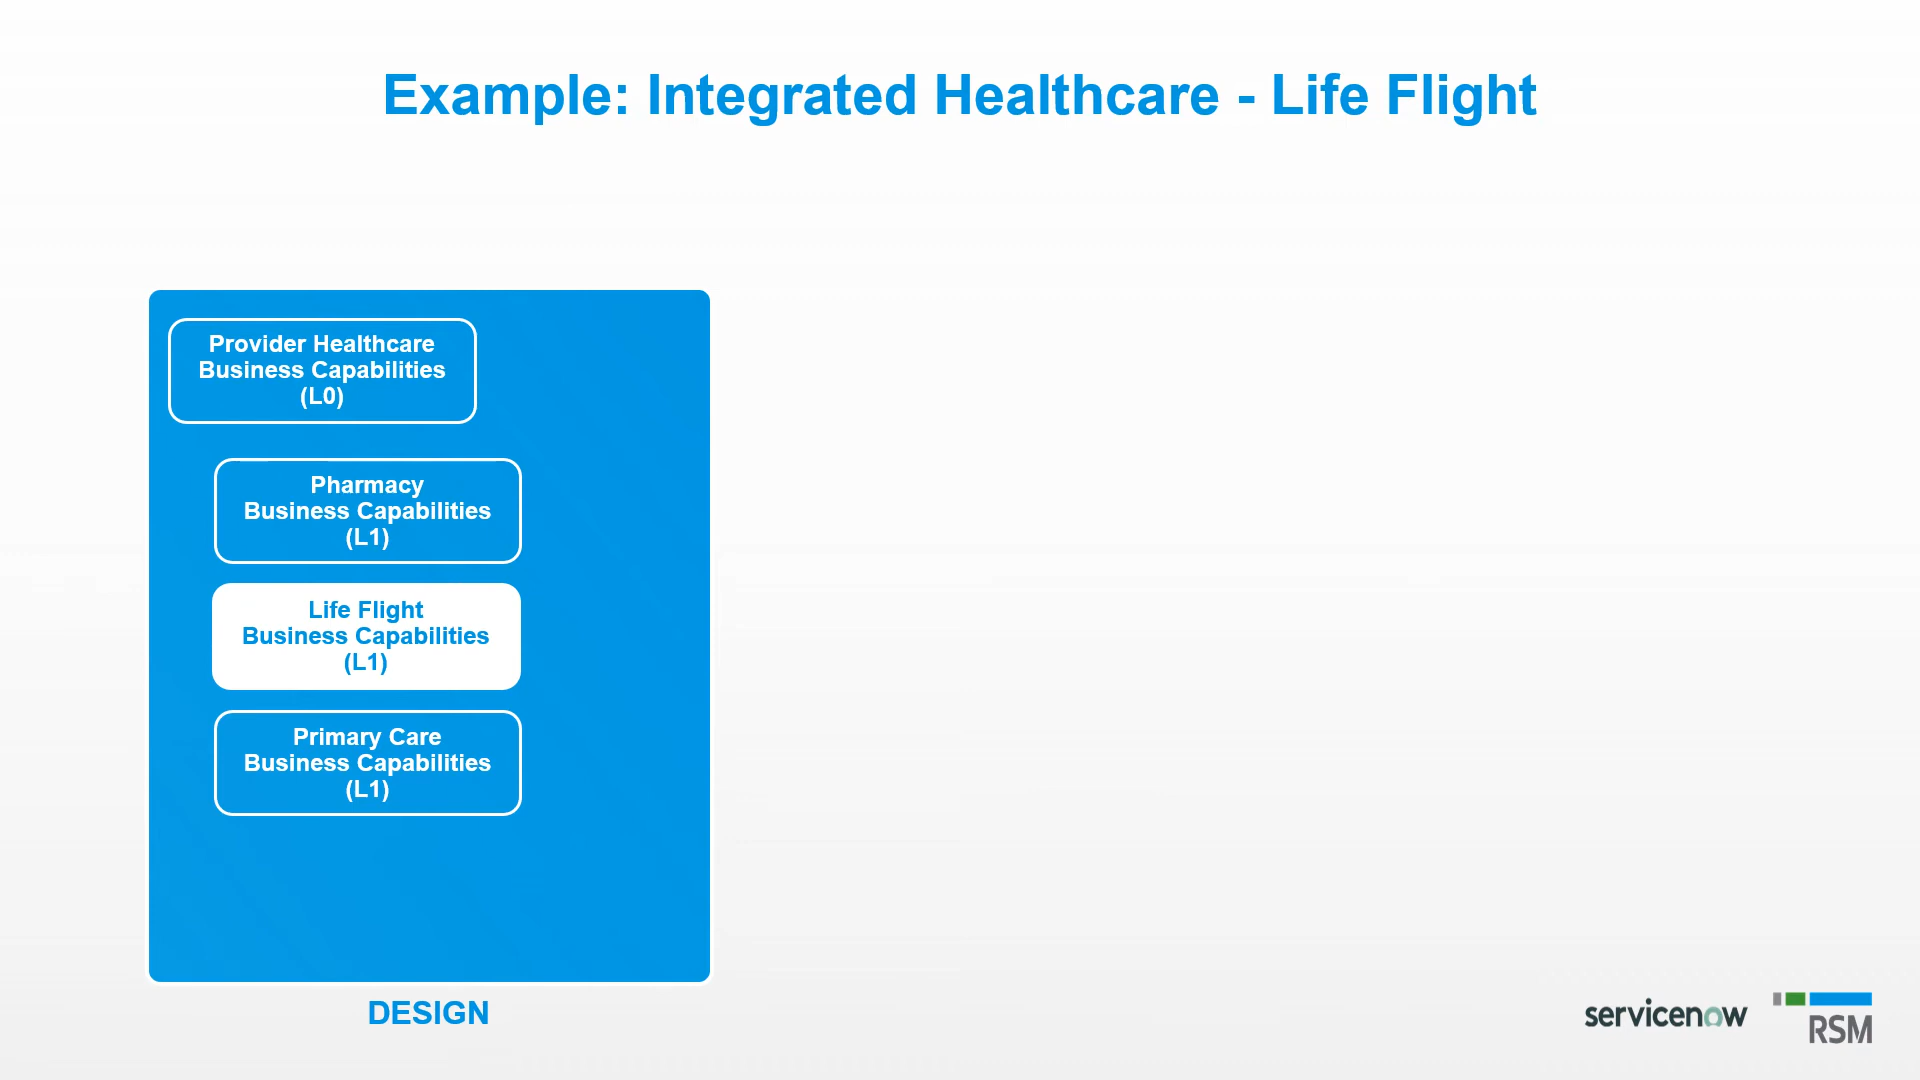 Example: Integrated Healthcare - Life Flight
Provider Healthcare
Business Capabilities
(L0)
Pharmacy
Business Capabilities
(L1)
Life Flight
Business Capabilities
(L1)
Primary Care
Business Capabilities
(L1)
DESIGN
servicenow
RSM